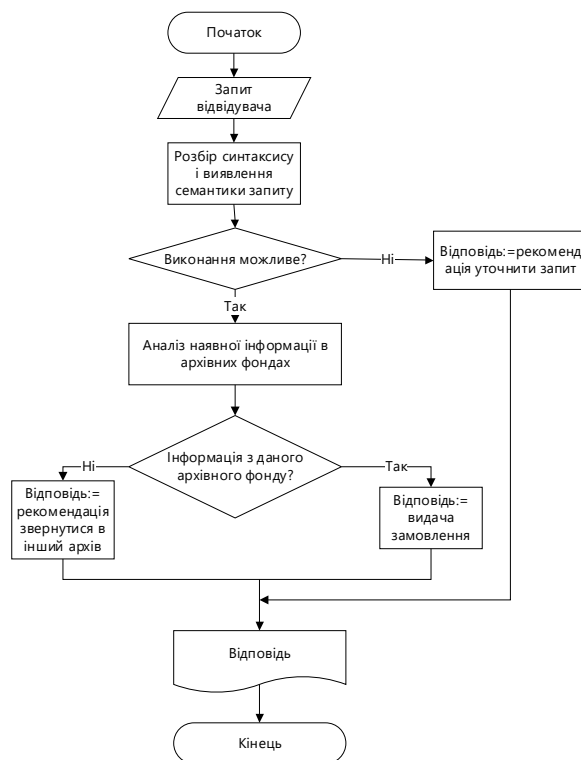 Початок
Запит
відвідувача
Розбір синтаксису
і виявлення
семантики запиту
Виконання можливе?
Ні
Відповідь:=рекоменд
ація уточнити запит
Так
Аналіз наявної інформації в
архівних фондах
Інформація з даного
архівного фонду?
Ні
Так
Відповідь:=
рекомендація
звернутися в
інший архів
Відповідь:=
видача
замовлення
Відповідь
Кінець